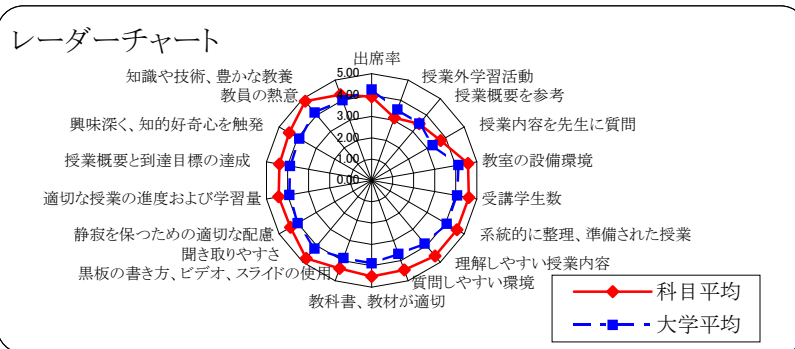 レーダーチャート
出席率
授業外学習活動
授業概要を参考
授業内容を先生に質問
教室の設備環境
受講学生数
系統的に整理、準備された授業
理解しやすい授業内容
質問しやすい環境
教科書、教材が適切
黒板の書き方、ビデオ、スライドの使用
聞き取りやすさ
静寂を保つための適切な配慮
適切な授業の進度および学習量
授業概要と到達目標の達成
興味深く、知的好奇心を触発
教員の熱意
知識や技術、豊かな教養
5.00
4.00
3.00
2.00
1.00
0.00
科目平均
大学平均